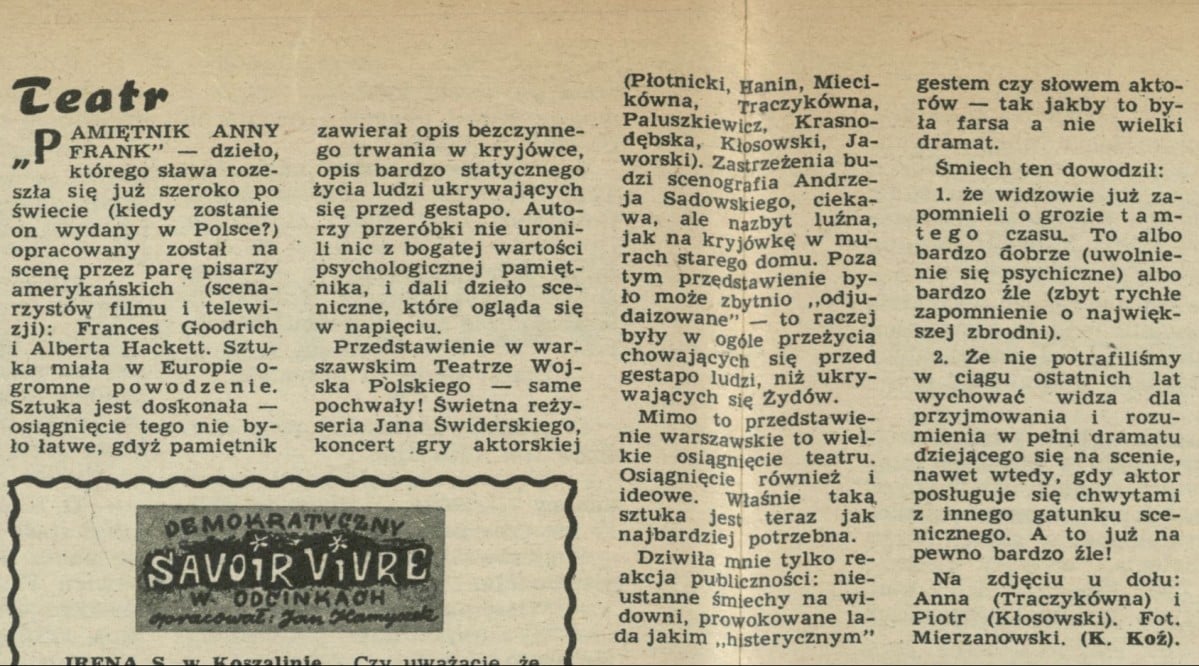 Teatr
„PAMIĘTNIK ANNY
FRANK” — dzieło,
którego sława roze-
szła się już szeroko po
świecie (kiedy zostanie
on wydany w Polsce?)
opracowany został na
scenę przez parę pisarzy
amerykańskich (scena-
rzystów filmu i telewi-
zji): Frances Goodrich
i Alberta Hackett. Sztu-
ka miała w Europie o-
gromne powodzenie.
Sztuka jest doskonała —
osiągnięcie tego nie by-
ło łatwe, gdyż pamiętnik
zawierał opis bezczynne-
go trwania w kryjówce,
opis bardzo statycznego
życia ludzi ukrywających
się przed gestapo. Auto-
rzy przeróbki nie uroni-
li nic z bogatej wartości
psychologicznej pamięt-
nika, i dali dzieło sce-
niczne, które ogląda się
w napięciu.
Przedstawienie w war-
szawskim Teatrze Woj-
ska Polskiego — same
pochwały! Świetna reży-
seria Jana Świderskiego,
koncert gry aktorskiej
(Płotnicki, Hanin, Mieci-
kówna, Traczykówna,
Paluszkiewicz, Krasno-
dębska, Kłosowski, Ja-
worski). Zastrzeżenia bu-
dzi scenografia Andrze-
ja Sadowskiego, cieka-
wa, ale nazbyt luźna,
jak na kryjówkę w mu-
rach starego domu. Poza
tym przedstawienie by-
ło może zbytnio „odju-
daizowane” — to raczej
były w ogóle przeżycia
chowających się przed
gestapo ludzi, niż ukry-
wających się Żydów.
Mimo to przedstawie-
nie warszawskie to wiel-
kie osiągnięcie teatru.
Osiągnięcie również i
ideowe. Właśnie taka
sztuka jest teraz jak
najbardziej potrzebna.
Dziwiła mnie tylko re-
akcja publiczności: nie-
ustanne śmiechy na wi-
downi, prowokowane la-
da jakim „histerycznym”
gestem czy słowem akto-
rów — tak jakby to by-
ła farsa a nie wielki
dramat.
Śmiech ten dowodził:
1. że widzowie już za-
pomnieli o grozie tam-
tego czasu. To albo
bardzo dobrze (uwolnie-
nie się psychiczne) albo
bardzo źle (zbyt rychłe
zapomnienie o najwięk-
szej zbrodni).
2. Że nie potrafiliśmy
w ciągu ostatnich lat
wychować widza dla
przyjmowania i rozu-
mienia w pełni dramatu
dziejącego się na scenie,
nawet wtędy, gdy aktor
posługuje się chwytami
z innego gatunku sce-
nicznego. A to już na
pewno bardzo źle!
Na zdjęciu u dołu:
Anna (Traczykówna) i
Piotr (Kłosowski). Fot.
Mierzanowski. (K. Koź).
DEMOKRATYCZNY
SAVOIR VIVRE
W ODCINKACH
opracował: Jan Kamyczek
IRENA S. w Koszalinie. Czy uważacie, że